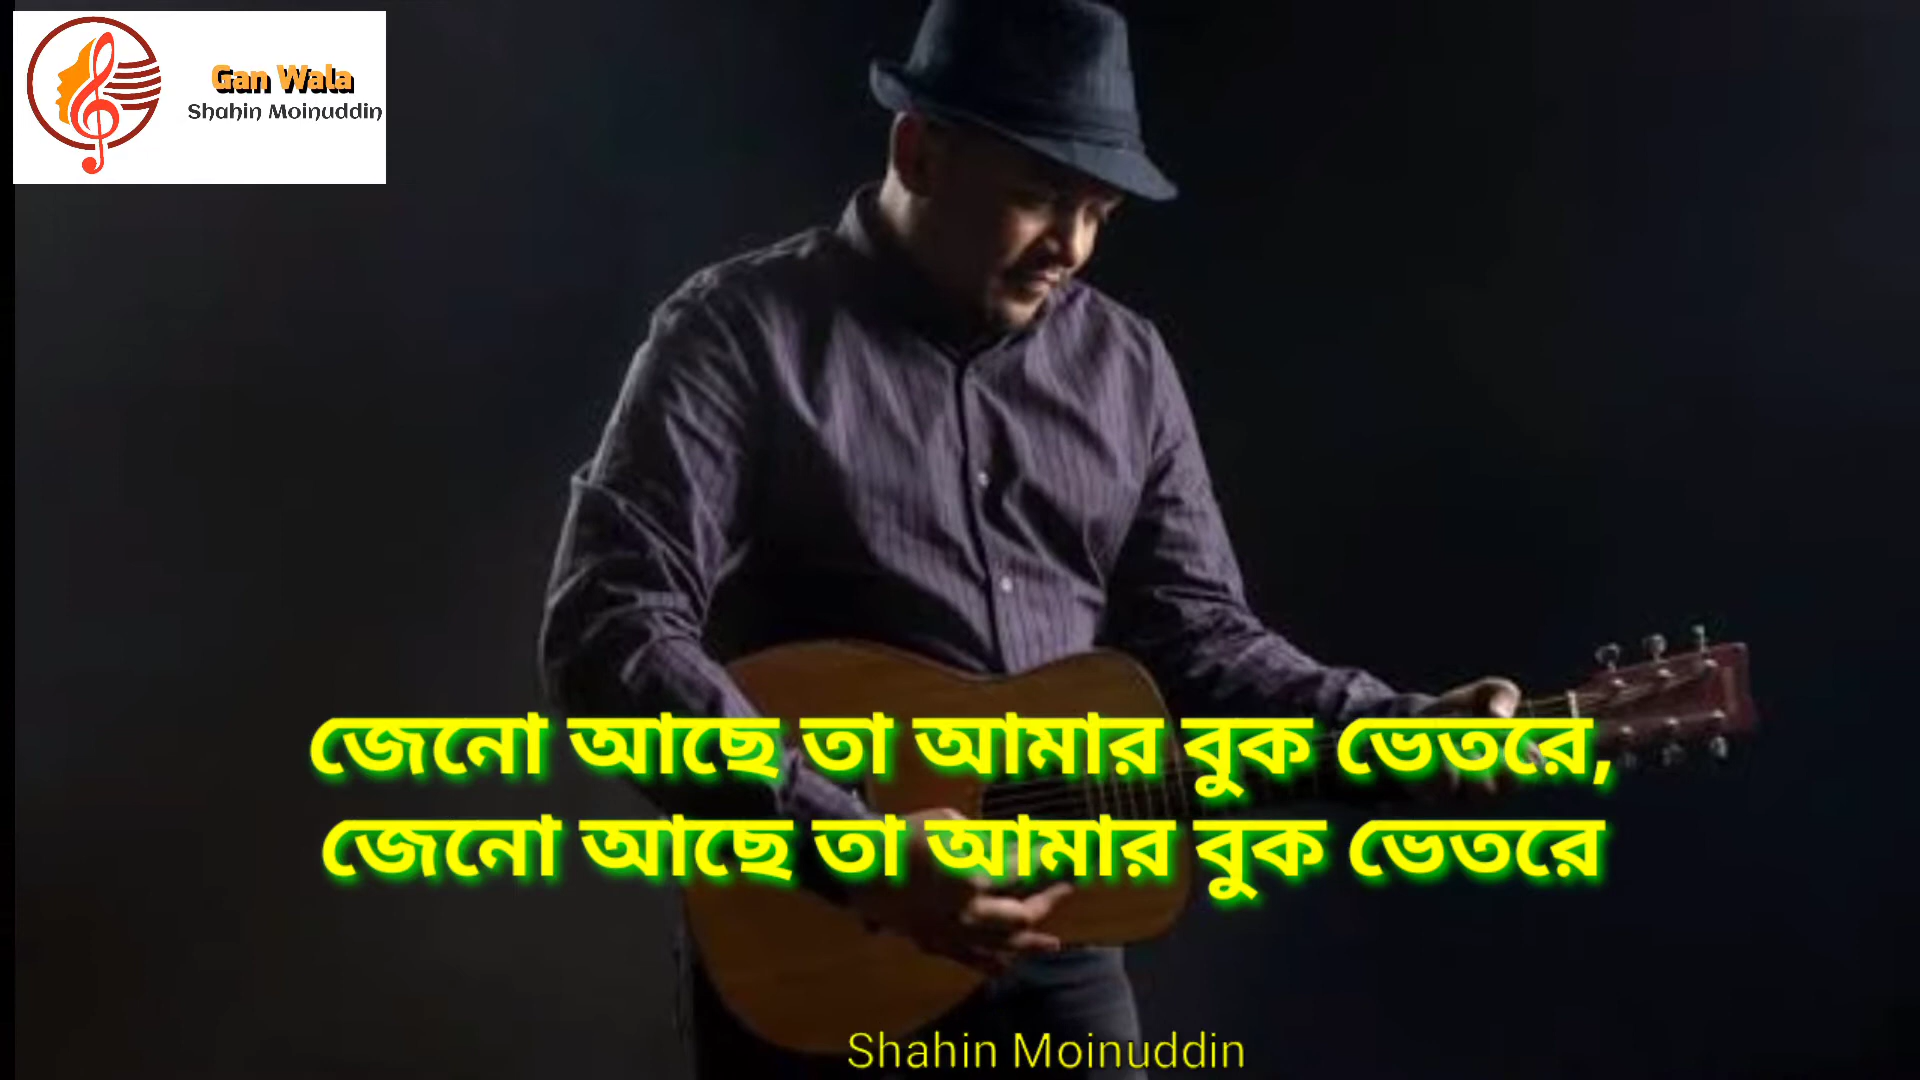 Gan Wala
Shahin Moinuddin
জেনো আছে তা আমার বুক ভেতরে,
জেনো আছে তা আমার বুক ভেতরে
Shahin Moinuddin